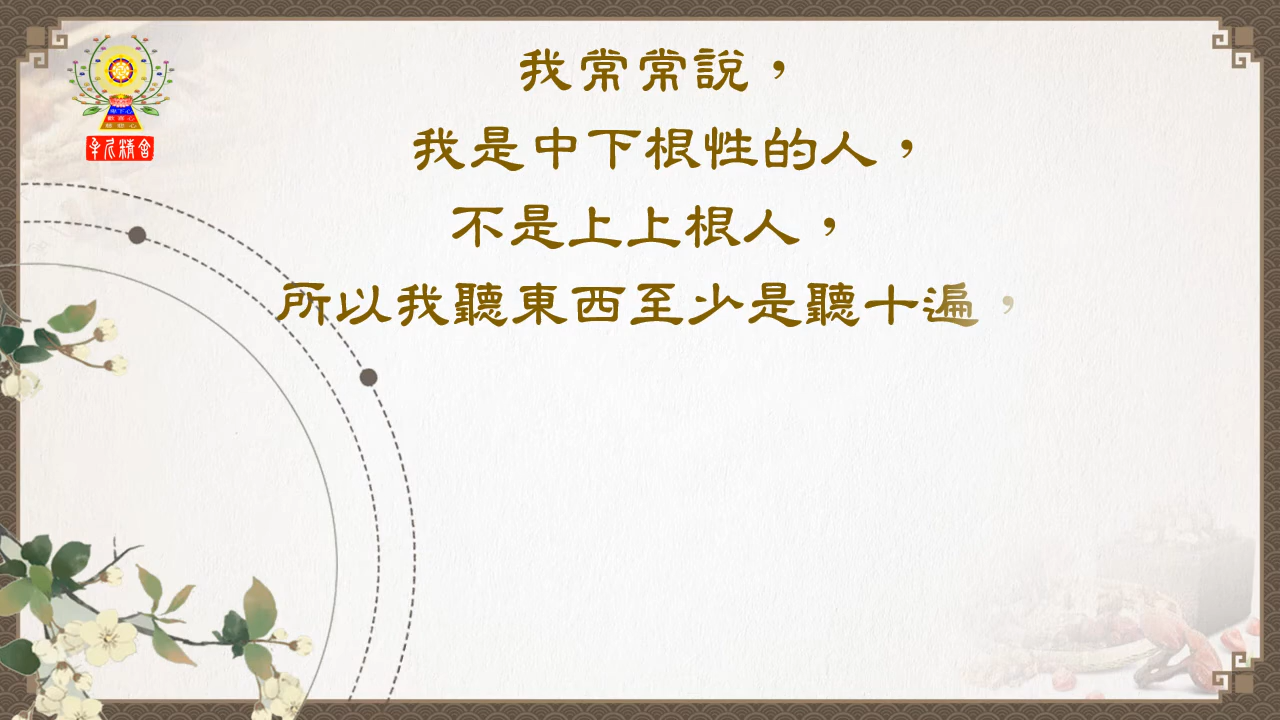 我常常說，
我是中下根性的人，
不是上上根人，
所以我聽東西至少是聽十遍，